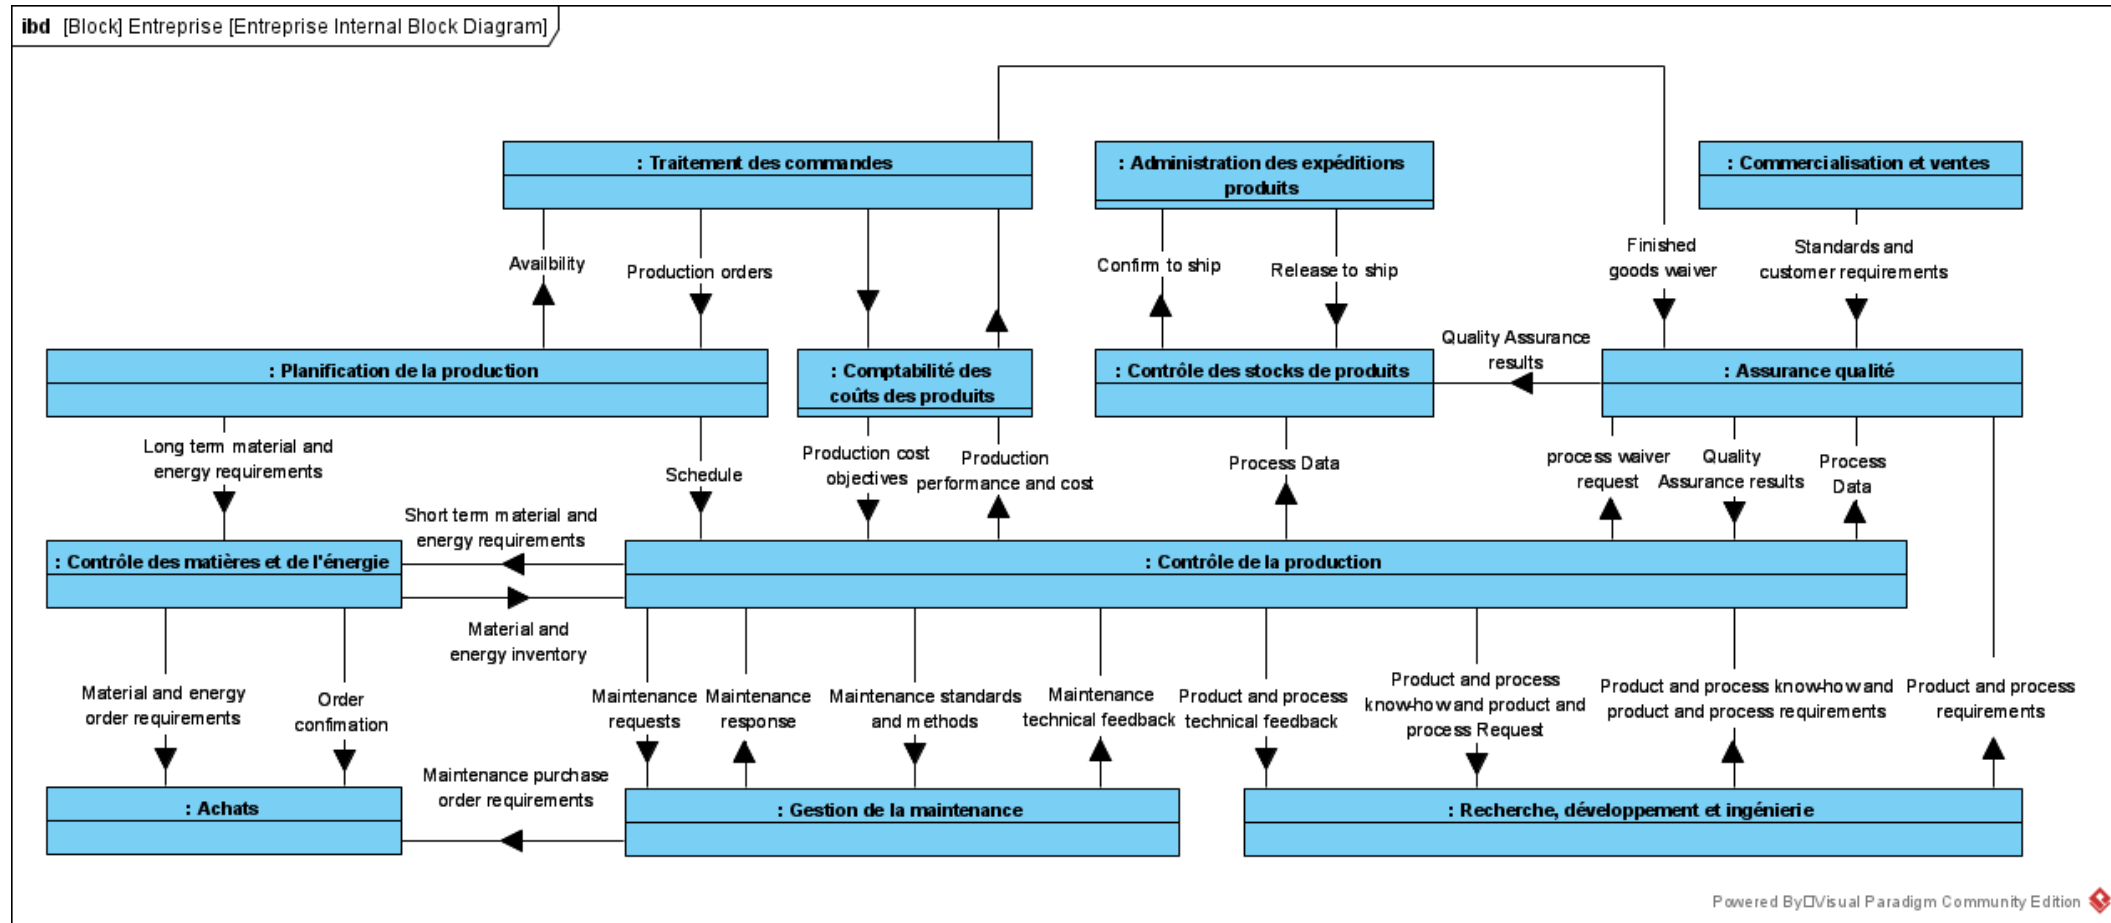 ibd [Block] Entreprise [Entreprise Internal Block Diagram]
: Traitement des commandes
: Administration des expéditions
produits
: Commercialisation et ventes
Availbility
Production orders
Confirm to ship
Release to ship
Finished
goods waiver
Standards and
customer requirements
: Planification de la production
: Comptabilité des
coûts des produits
: Contrôle des stocks de produits
Quality Assurance
results
: Assurance qualité
Long term material and
energy requirements
Schedule
Production cost
objectives
Production
performance and cost
Process Data
process waiver
request
Quality
Assurance results
Process
Data
Short term material and
energy requirements
: Contrôle des matières et de l'énergie
: Contrôle de la production
Material and
energy inventory
Material and energy
order requirements
Order
confimation
Maintenance
requests
Maintenance
response
Maintenance standards
and methods
Maintenance
technical feedback
Product and process
technical feedback
Product and process
know-how and product and
process Request
Product and process know-how and
product and process requirements
Product and process
requirements
Maintenance purchase
order requirements
: Achats
: Gestion de la maintenance
: Recherche, développement et ingénierie
Powered By□Visual Paradigm Community Edition